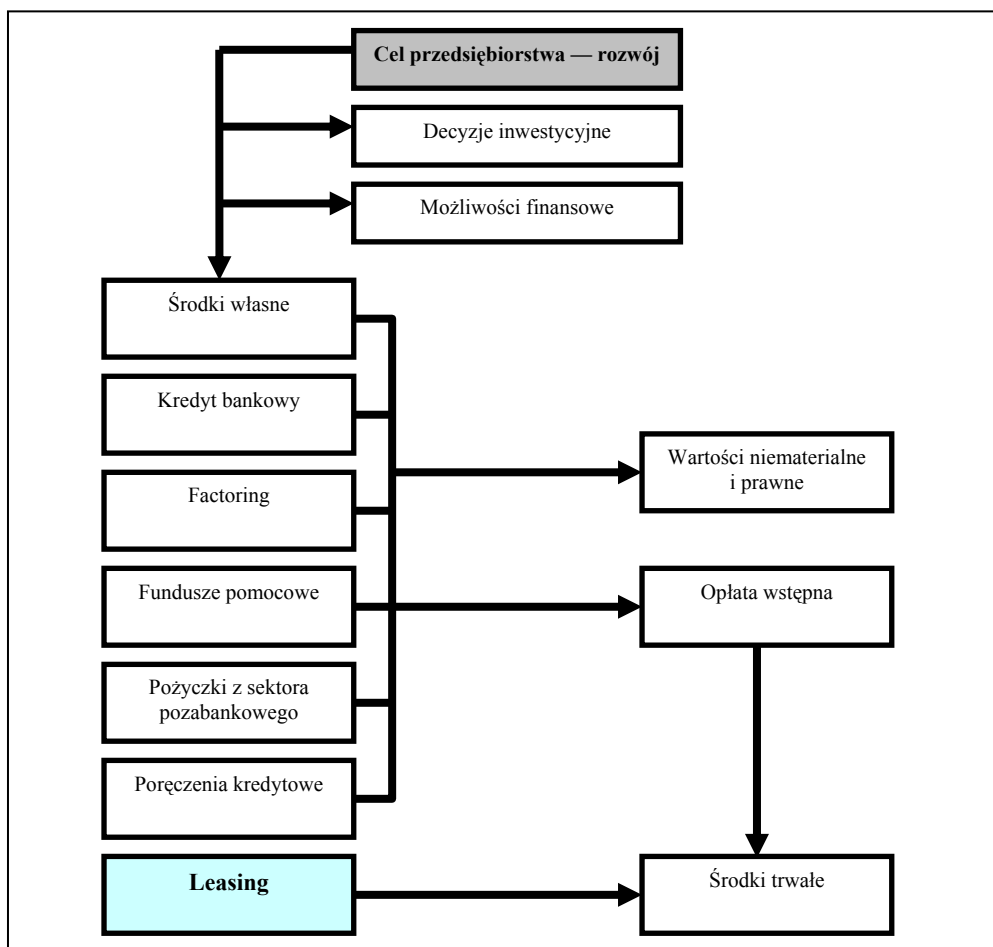 Cel przedsiębiorstwa — rozwój
Decyzje inwestycyjne
Możliwości finansowe
Środki własne
Kredyt bankowy
Factoring
Fundusze pomocowe
Pożyczki z sektora
pozabankowego
Poręczenia kredytowe
Leasing
Wartości niematerialne
i prawne
Opłata wstępna
Środki trwałe